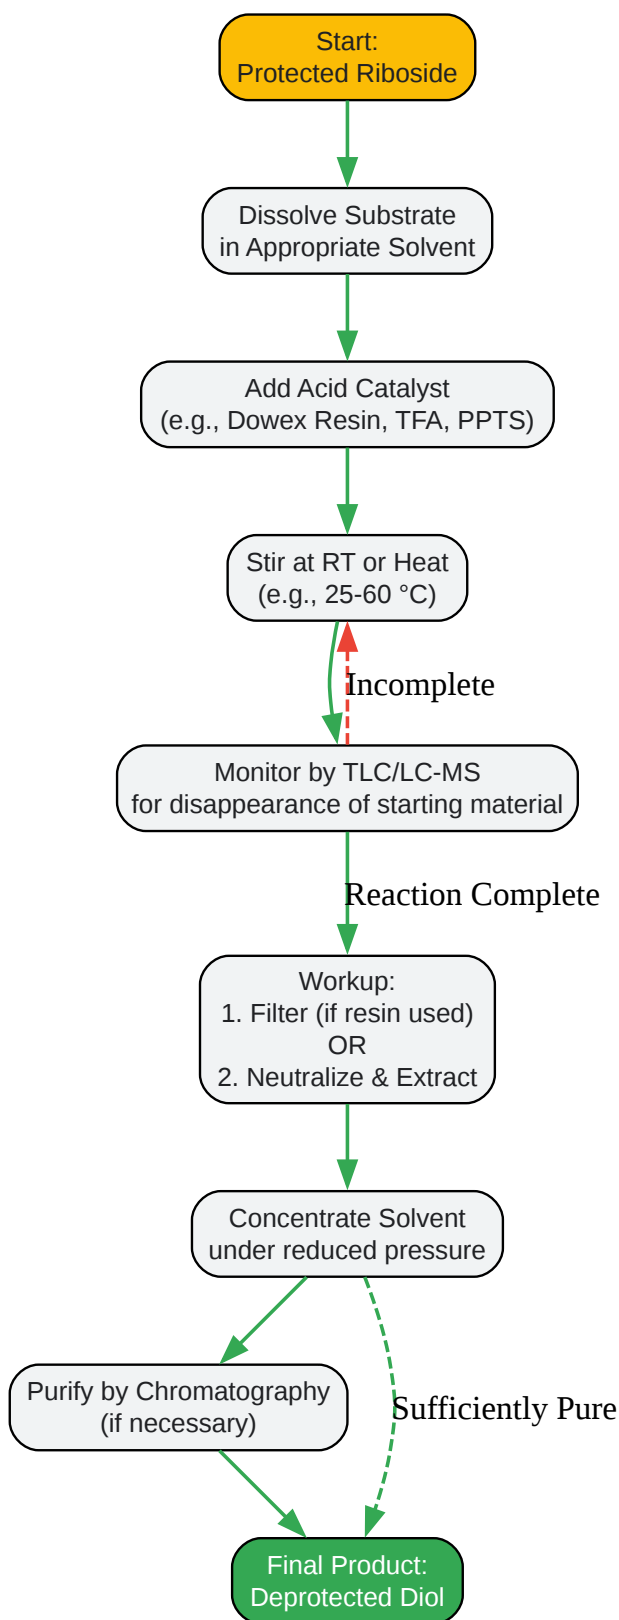 Start:
Protected Riboside
Dissolve Substrate
in Appropriate Solvent
Add Acid Catalyst
(e.g., Dowex Resin, TFA, PPTS)
Stir at RT or Heat
(e.g., 25-60 °C)
Incomplete
Monitor by TLC/LC-MS
for disappearance of starting material
Reaction Complete
Workup:
1. Filter (if resin used)
OR
2. Neutralize & Extract
Concentrate Solvent
under reduced pressure
Purify by Chromatography
(if necessary)
Sufficiently Pure
Final Product:
Deprotected Diol